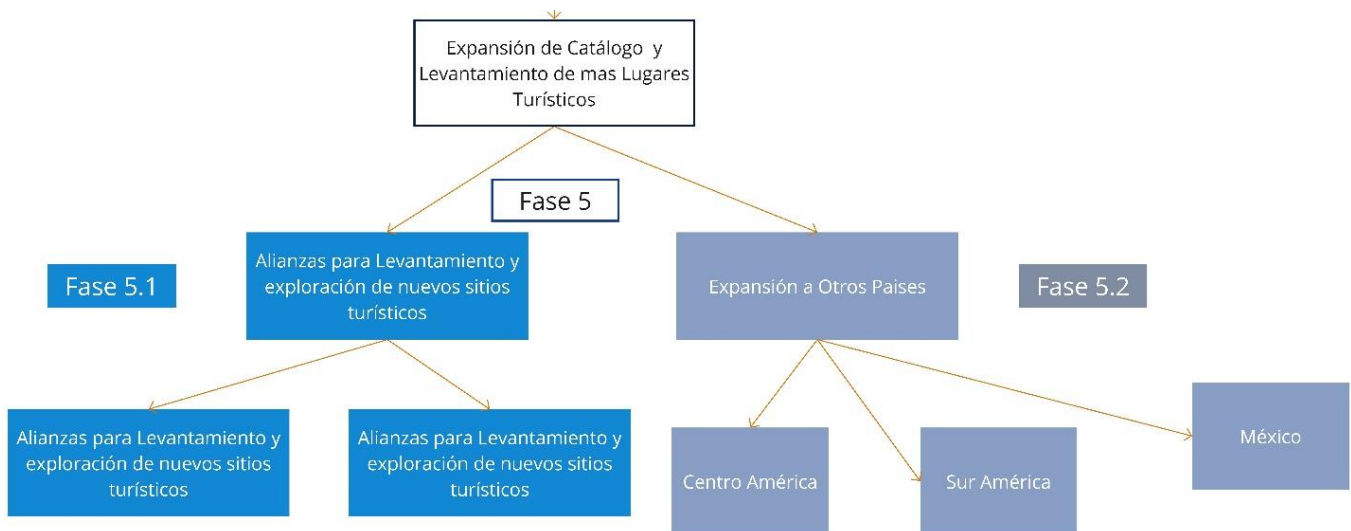 Expansión de Catálogo y
Levantamiento de mas Lugares
Turísticos
Fase 5
Fase 5.1
Alianzas para Levantamiento y
exploración de nuevos sitios
turísticos
Expansión a Otros Paises
Fase 5.2
Alianzas para Levantamiento y
exploración de nuevos sitios
turísticos
Alianzas para Levantamiento y
exploración de nuevos sitios
turísticos
Centro América
Sur América
México